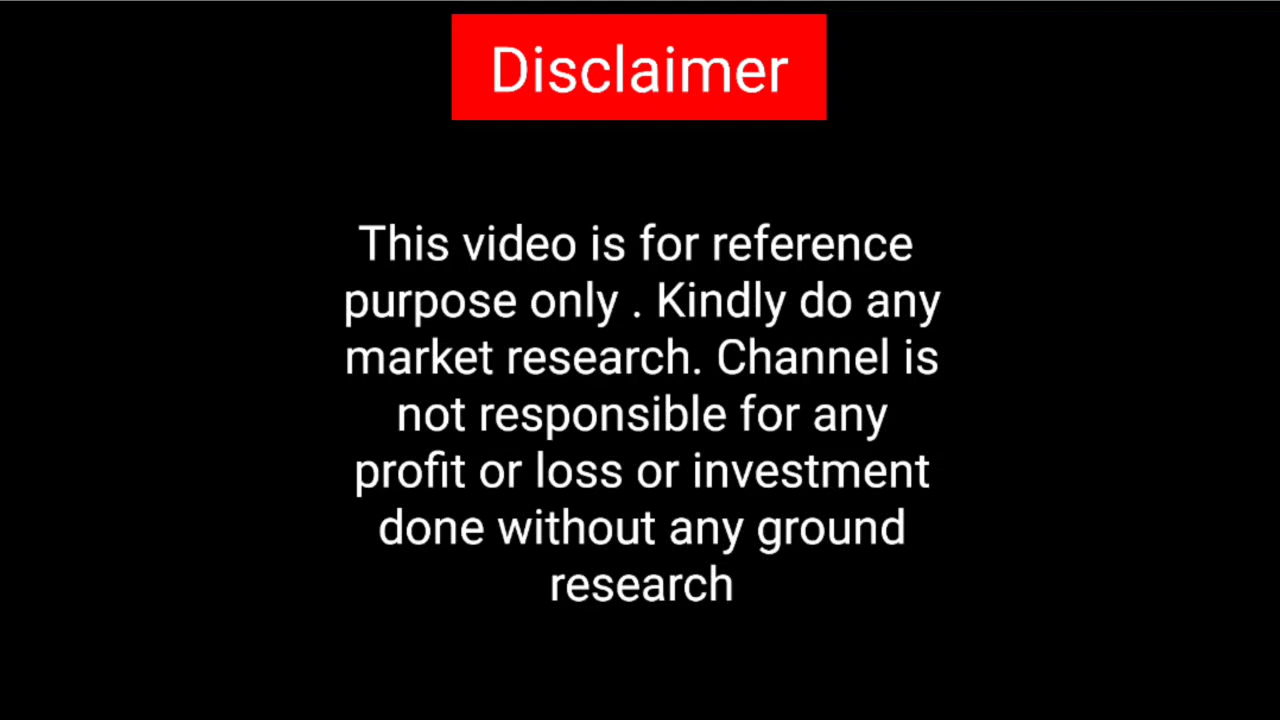 Disclaimer
This video is for reference
purpose only . Kindly do any
market research. Channel is
not responsible for any
profit or loss or investment
done without any ground
research